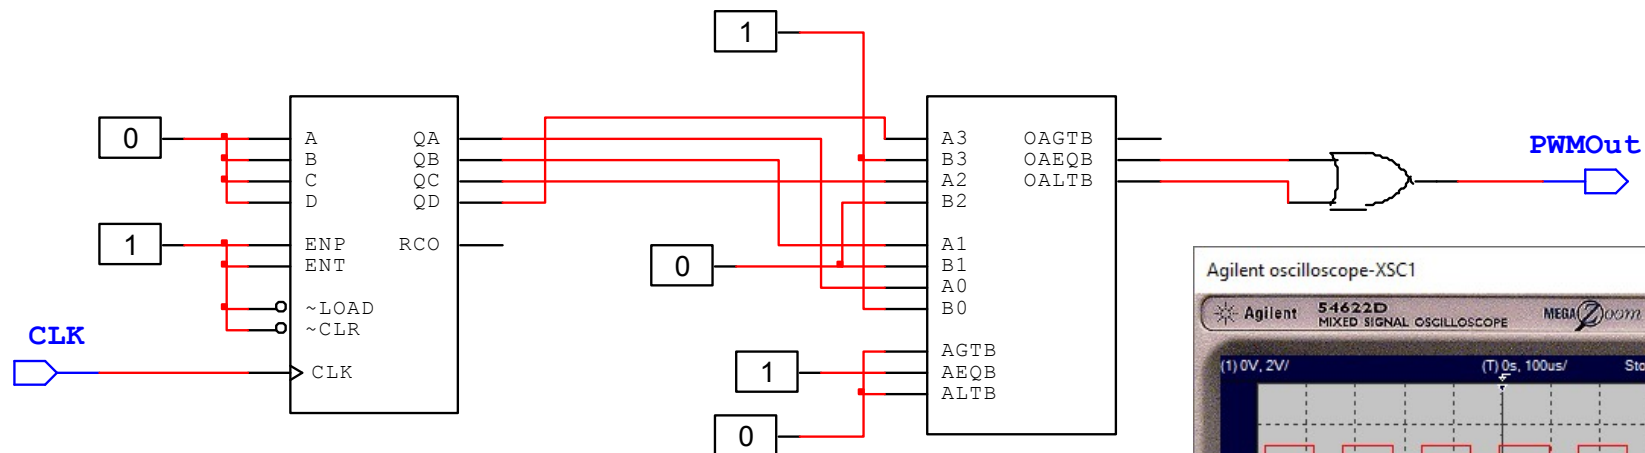 1
0
A
B
C
D
QA
QB
QC
QD
1
ENP
ENT
RCO
~LOAD
~CLR
CLK
CLK
0
A3
B3
A2
B2
A1
B1
A0
B0
OAGTB
OAEQB
OALTB
PWMOut
1
AGTB
AEQB
ALTB
0
Agilent oscilloscope-XSC1
Agilent 54622D MEGA Zoom
MIXED SIGNAL OSCILLOSCOPE
(1) 0V, 2V/ (T) 0s, 100us/